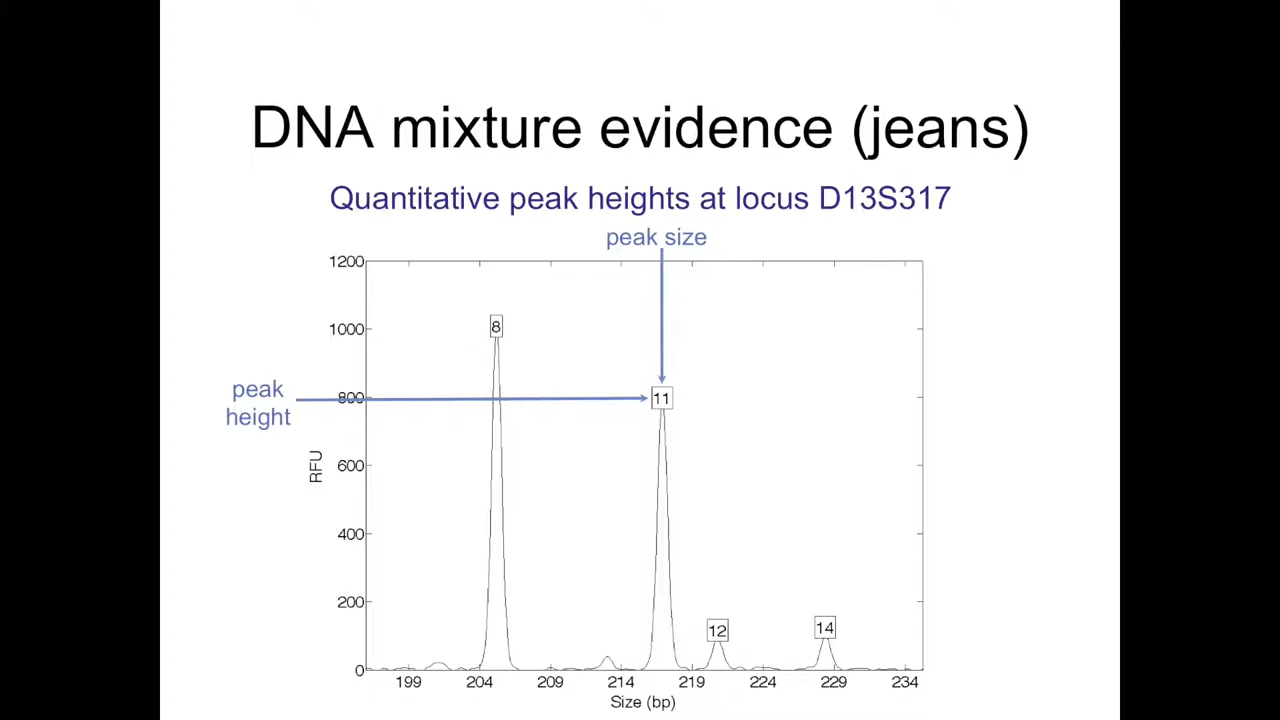 DNA mixture evidence (jeans)
Quantitative peak heights at locus D13S317
peak size
1200
1000
8
peak
height
800
11
RFU
600
400
200
12
14
0
199 204 209 214 219 224 229 234
Size (bp)